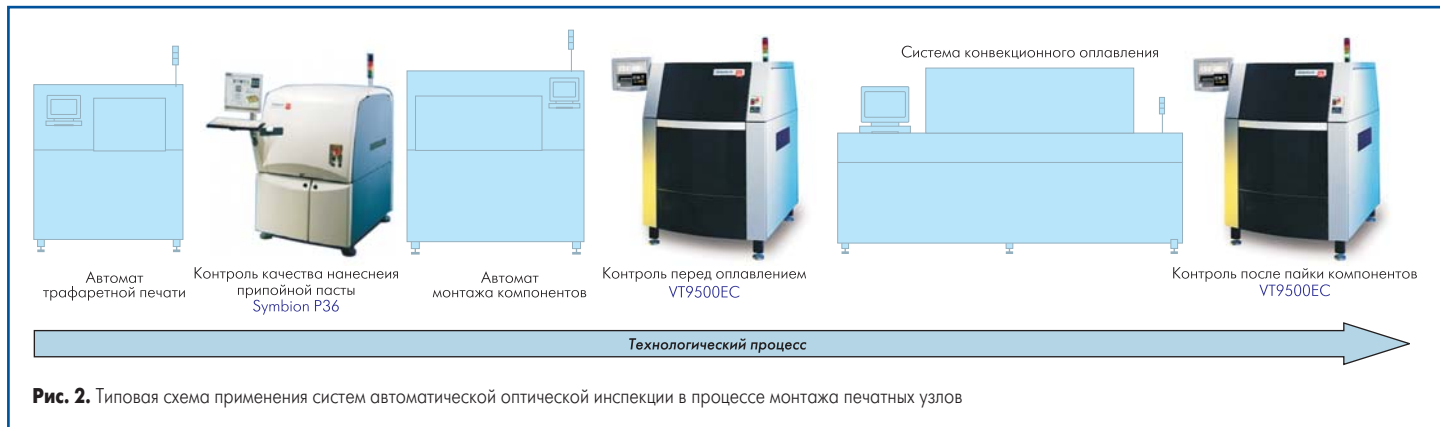 Система конвекционного оплавления
Автомат
трафаретной печати
Контроль качества нанеснеия
припойной пасты
Symbion P36
Автомат
монтажа компонентов
Контроль перед оплавлением
VT9500EC
Контроль после пайки компонентов
VT9500EC
Технологический процесс
Рис. 2. Типовая схема применения систем автоматической оптической инспекции в процессе монтажа печатных узлов